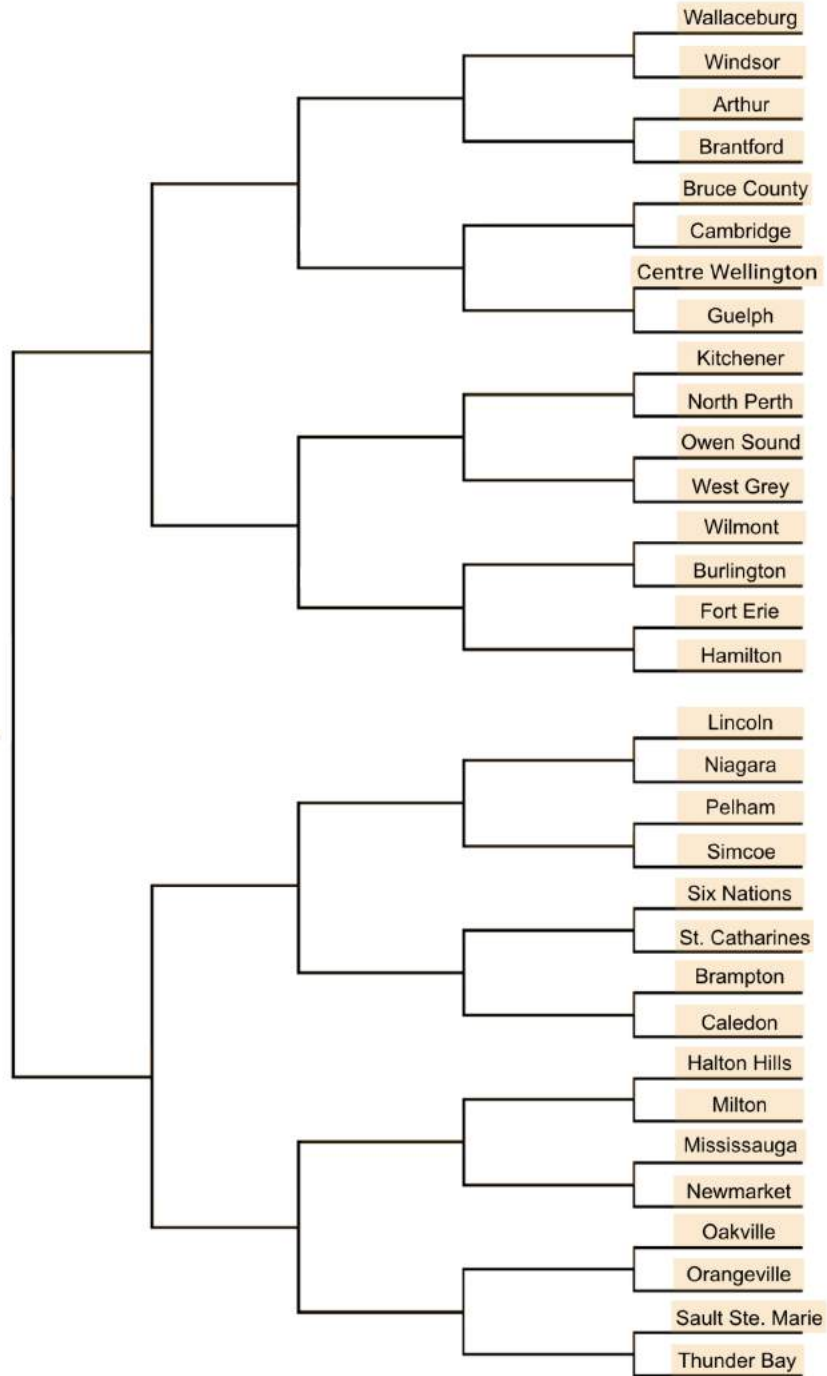 Wallaceburg
Windsor
Arthur
Brantford
Bruce County
Cambridge
Centre Wellington
Guelph
Kitchener
North Perth
Owen Sound
West Grey
Wilmont
Burlington
Fort Erie
Hamilton
Lincoln
Niagara
Pelham
Simcoe
Six Nations
St. Catharines
Brampton
Caledon
Halton Hills
Milton
Mississauga
Newmarket
Oakville
Orangeville
Sault Ste. Marie
Thunder Bay